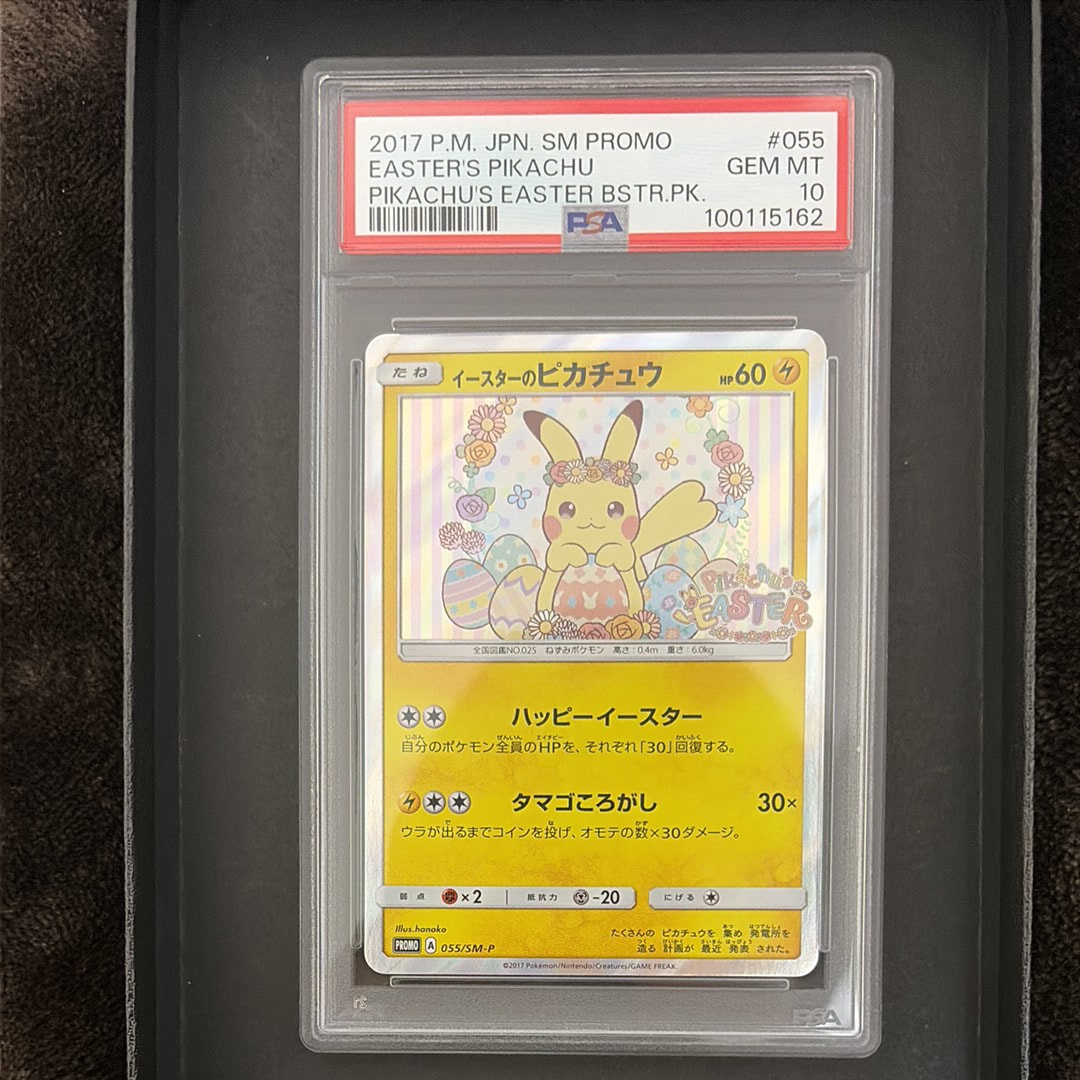 2017 P.M. JPN. SM PROMO #055
EASTER'S PIKACHU GEM MT
PIKACHU'S EASTER BSTR.PK. 10
PSA 100115162
たね イースターのピカチュウ HP60
Pikachu's
EASTER
全国図鑑NO.025 ねずみポケモン 高さ:0.4m 重さ:6.0kg
ハッピーイースター
自分のポケモン全員のHPを、それぞれ「30」回復する。
タマゴころがし 30×
ウラが出るまでコインを投げ、オモテの数×30ダメージ。
弱点 ×2 抵抗力 -20 にげる
Illus.hanako
たくさんの ピカチュウを 集め 発電所を
造る 計画が 最近 発表 された。
PROMO A 055/SM-P
©2017 Pokémon/Nintendo/Creatures/GAME FREAK.
PSA